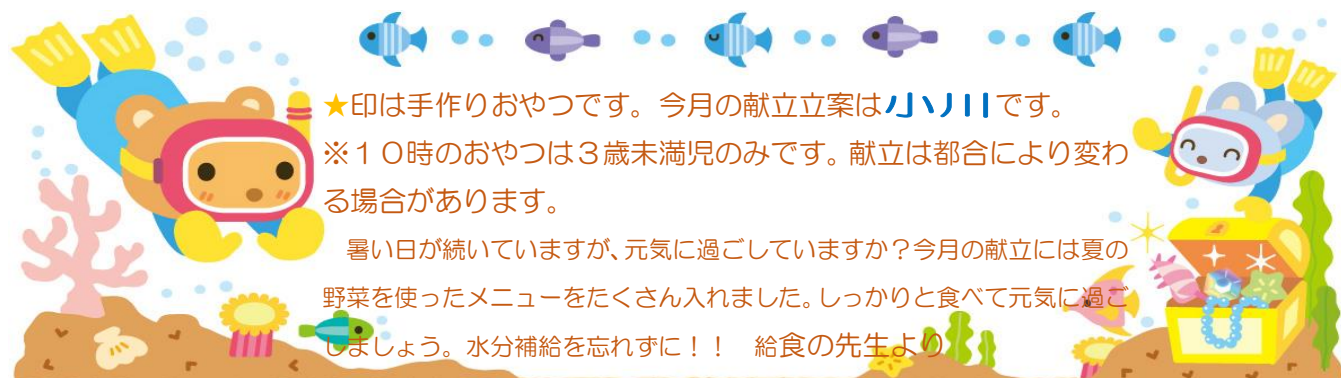 ★印は手作りおやつです。今月の献立立案は小川です。
※１０時のおやつは３歳未満児のみです。献立は都合により変わ
る場合があります。
暑い日が続いていますが、元気に過ごしていますか？今月の献立には夏の
野菜を使ったメニューをたくさん入れました。しっかりと食べて元気に過ご
しましょう。水分補給を忘れずに！！　給食の先生より